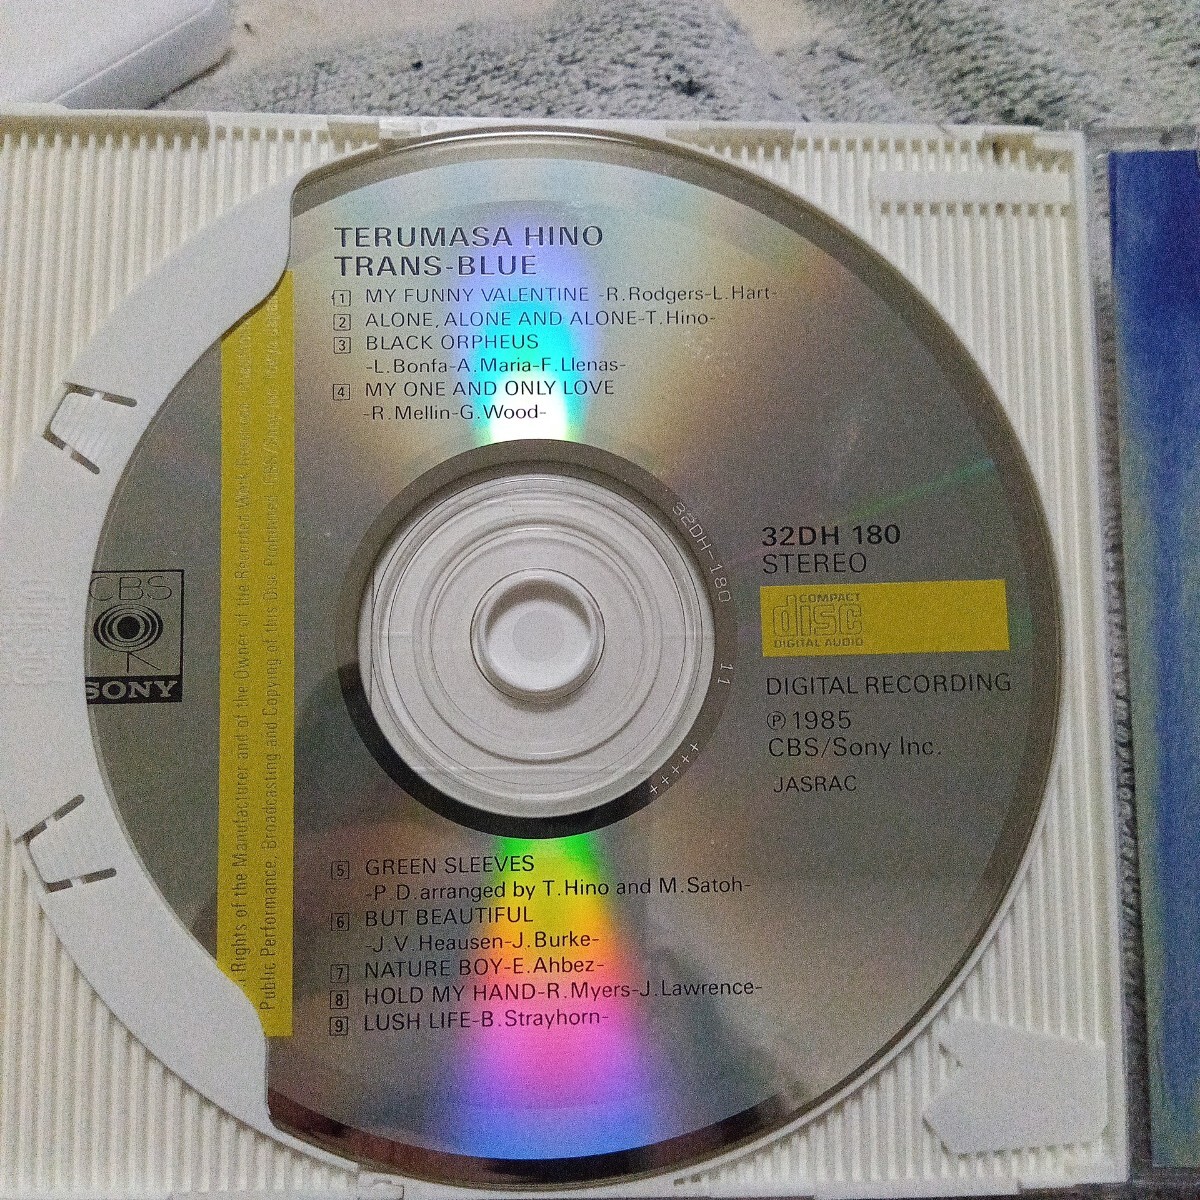 TERUMASA HINO
TRANS-BLUE
1 MY FUNNY VALENTINE -R.Rodgers-L.Hart-
2 ALONE, ALONE AND ALONE-T.Hino-
3 BLACK ORPHEUS
-L.Bonfa-A.Maria-F.Llenas-
4 MY ONE AND ONLY LOVE
-R.Mellin-G.Wood-
32DH-180 11 +++++
32DH 180
STEREO
COMPACT
disc
DIGITAL AUDIO
DIGITAL RECORDING
℗1985
CBS/Sony Inc.
JASRAC
CBS
SONY
Rights of the Manufacturer and of the Owner of the Recorded Work
Public Performance, Broadcasting and Copying of this Disc Prohibited CBS/Sony Inc.
5 GREEN SLEEVES
-P.D.arranged by T.Hino and M.Satoh-
6 BUT BEAUTIFUL
-J.V.Heausen-J.Burke-
7 NATURE BOY-E.Ahbez-
8 HOLD MY HAND-R.Myers-J.Lawrence-
9 LUSH LIFE-B.Strayhorn-